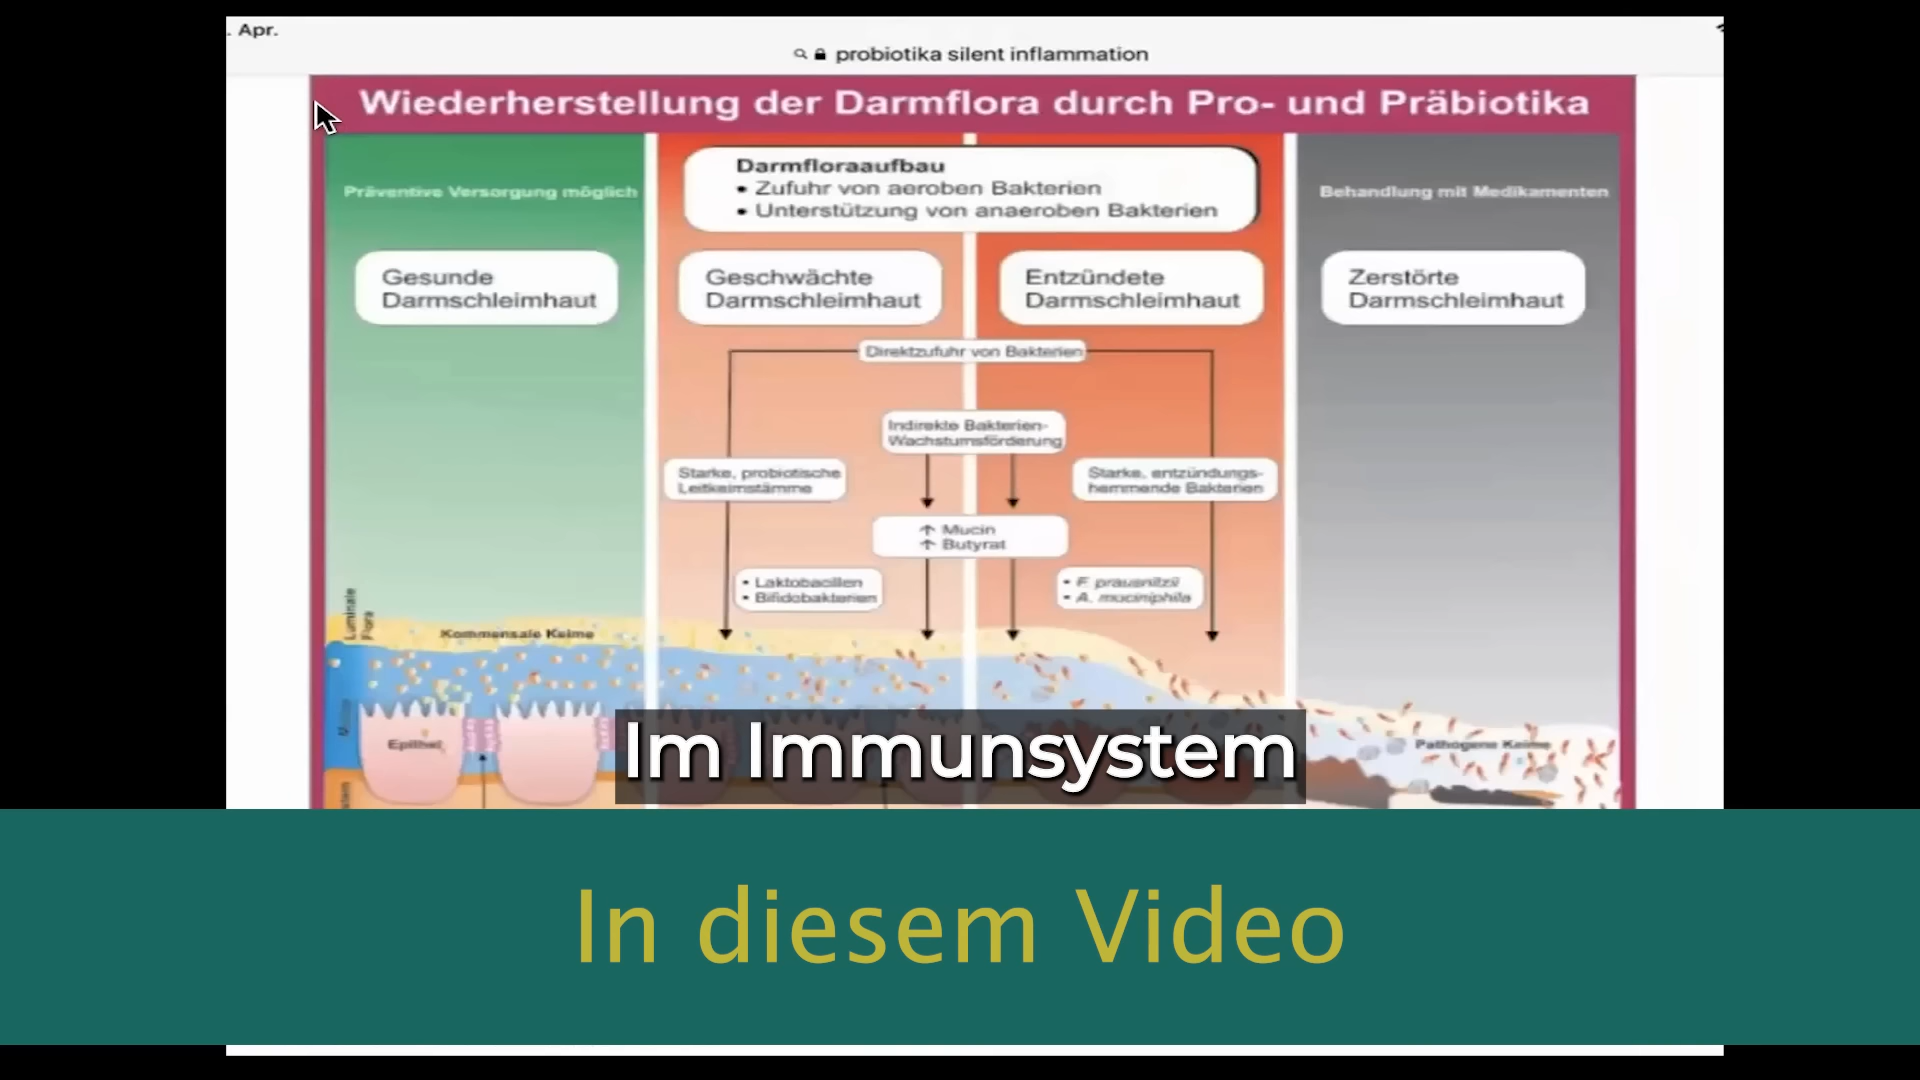 . Apr.
probiotika silent inflammation
Wiederherstellung der Darmflora durch Pro- und Präbiotika
Präventive Versorgung möglich
Darmfloraaufbau
• Zufuhr von aeroben Bakterien
• Unterstützung von anaeroben Bakterien
Behandlung mit Medikamenten
Gesunde
Darmschleimhaut
Geschwächte
Darmschleimhaut
Entzündete
Darmschleimhaut
Zerstörte
Darmschleimhaut
Direktzufuhr von Bakterien
Indirekte Bakterien-
Wachstumsförderung
Starke, probiotische
Leitkeimstämme
Starke, entzündungs-
hemmende Bakterien
↑ Mucin
↑ Butyrat
• Laktobacillen
• Bifidobakterien
• F. prausnitzii
• A. muciniphila
Luminale
Flora
Kommensale Keime
Epithel
Pathogene Keime
Im Immunsystem
In diesem Video